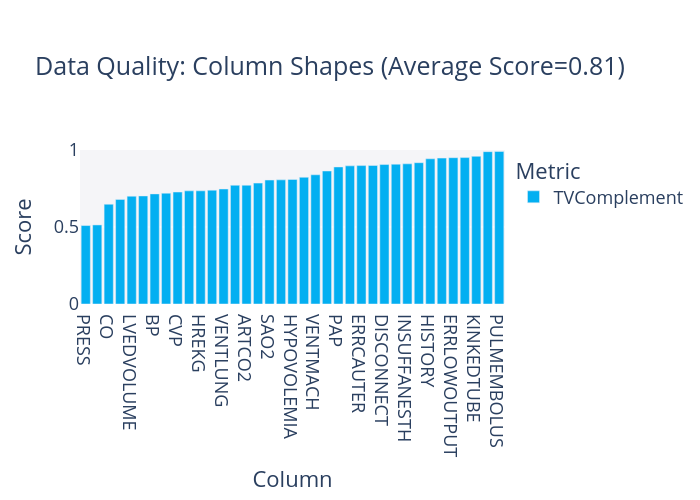 Data Quality: Column Shapes (Average Score=0.81)
Score
1
0.5
0
PRESS
CO
LVEDVOLUME
BP
CVP
HREKG
VENTLUNG
ARTCO2
SAO2
HYPOVOLEMIA
VENTMACH
PAP
ERRCAUTER
DISCONNECT
INSUFFANESTH
HISTORY
ERRLOWOUTPUT
KINKEDTUBE
PULMEMBOLUS
Column
Metric
TVComplement